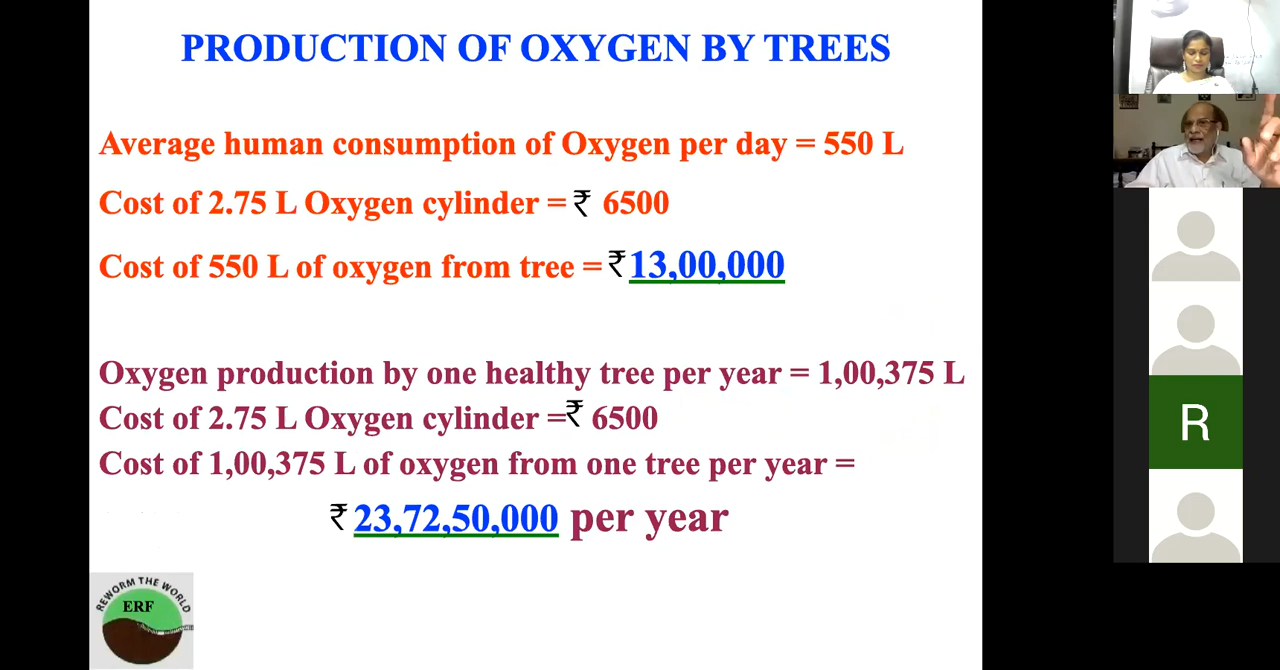 PRODUCTION OF OXYGEN BY TREES
Average human consumption of Oxygen per day = 550 L
Cost of 2.75 L Oxygen cylinder = ₹ 6500
Cost of 550 L of oxygen from tree = ₹ 13,00,000
Oxygen production by one healthy tree per year = 1,00,375 L
Cost of 2.75 L Oxygen cylinder =₹ 6500
Cost of 1,00,375 L of oxygen from one tree per year =
₹ 23,72,50,000 per year
REWORM THE WORLD
ERF
R